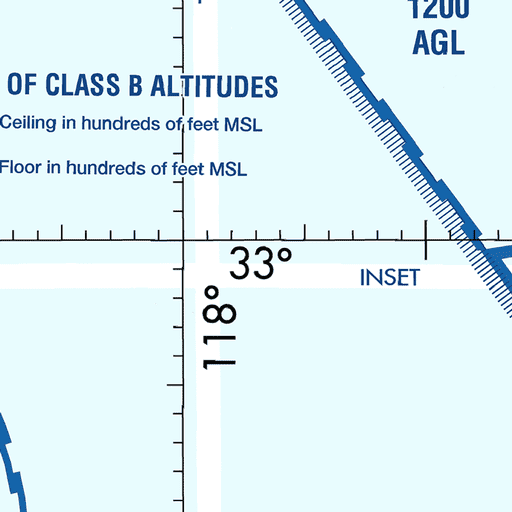 1200
AGL
OF CLASS B ALTITUDES
Ceiling in hundreds of feet MSL
Floor in hundreds of feet MSL
33°
INSET
118°